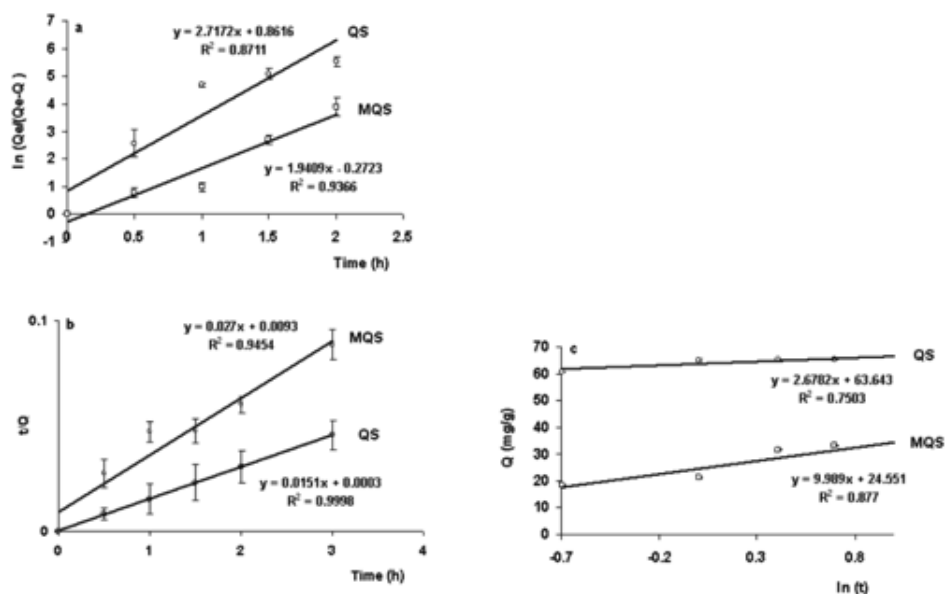 a
y = 2.7172x + 0.8616
R² = 0.8711
QS
MQS
y = 1.9409x - 0.2723
R² = 0.9366
ln (Qe/(Qe-Q )
7
6
5
4
3
2
1
0
-1
0 0.5 1 1.5 2 2.5
Time (h)
b
y = 0.027x + 0.0093
R² = 0.9454
MQS
QS
y = 0.0151x + 0.0003
R² = 0.9998
t/Q
0.1
0
0 1 2 3 4
Time (h)
c
QS
y = 2.6782x + 63.643
R² = 0.7503
MQS
y = 9.989x + 24.551
R² = 0.877
Q (mg/g)
70
60
50
40
30
20
10
0
-0.7 -0.2 0.3 0.8
ln (t)